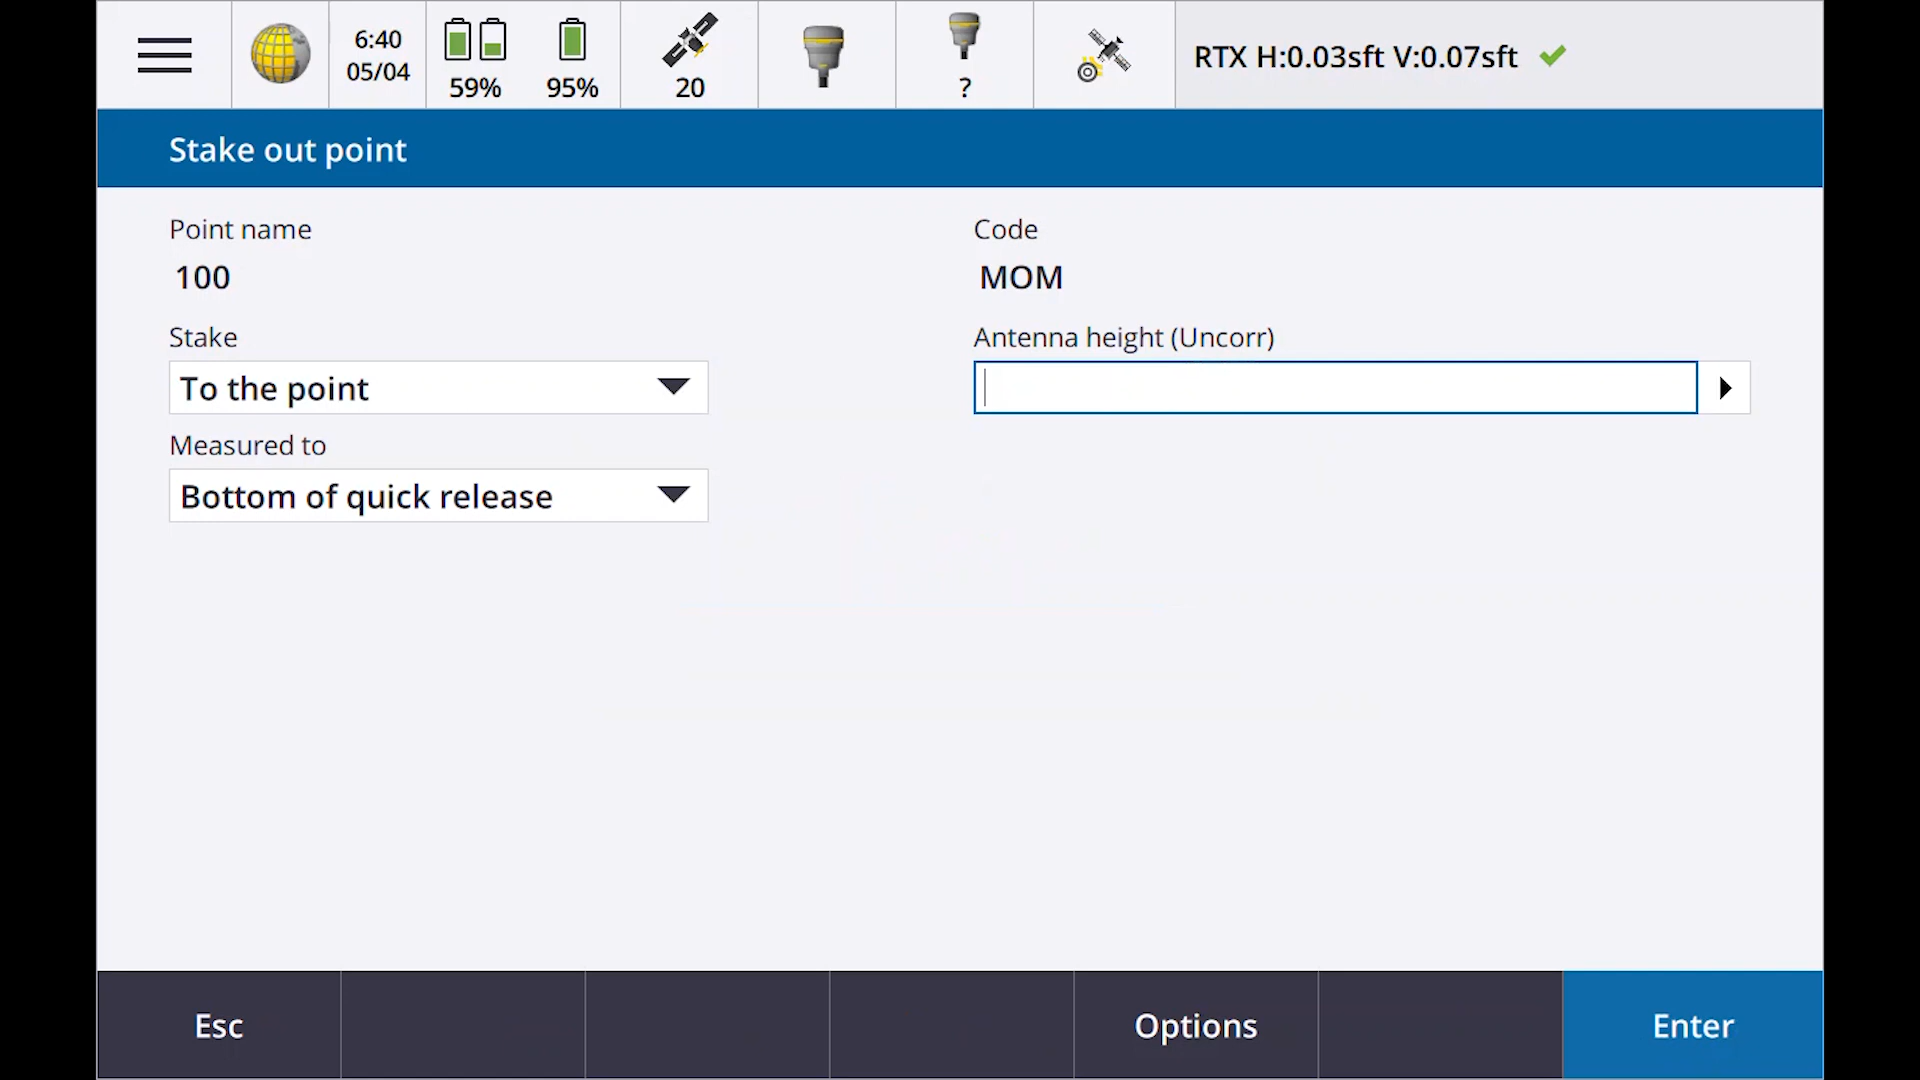 6:40
05/04
59%
95%
20
?
RTX H:0.03sft V:0.07sft
Stake out point
Point name
100
Code
MOM
Stake
To the point
Antenna height (Uncorr)
Measured to
Bottom of quick release
Esc
Options
Enter